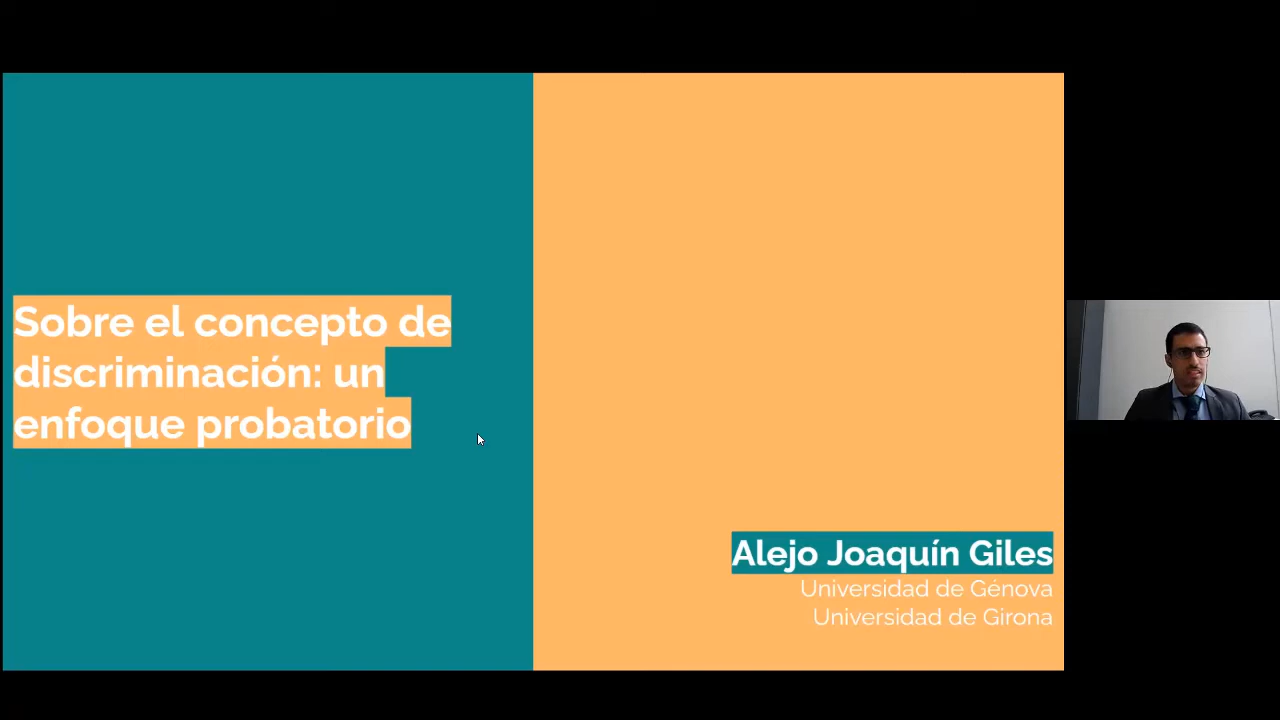 Sobre el concepto de
discriminación: un
enfoque probatorio
Alejo Joaquín Giles
Universidad de Génova
Universidad de Girona